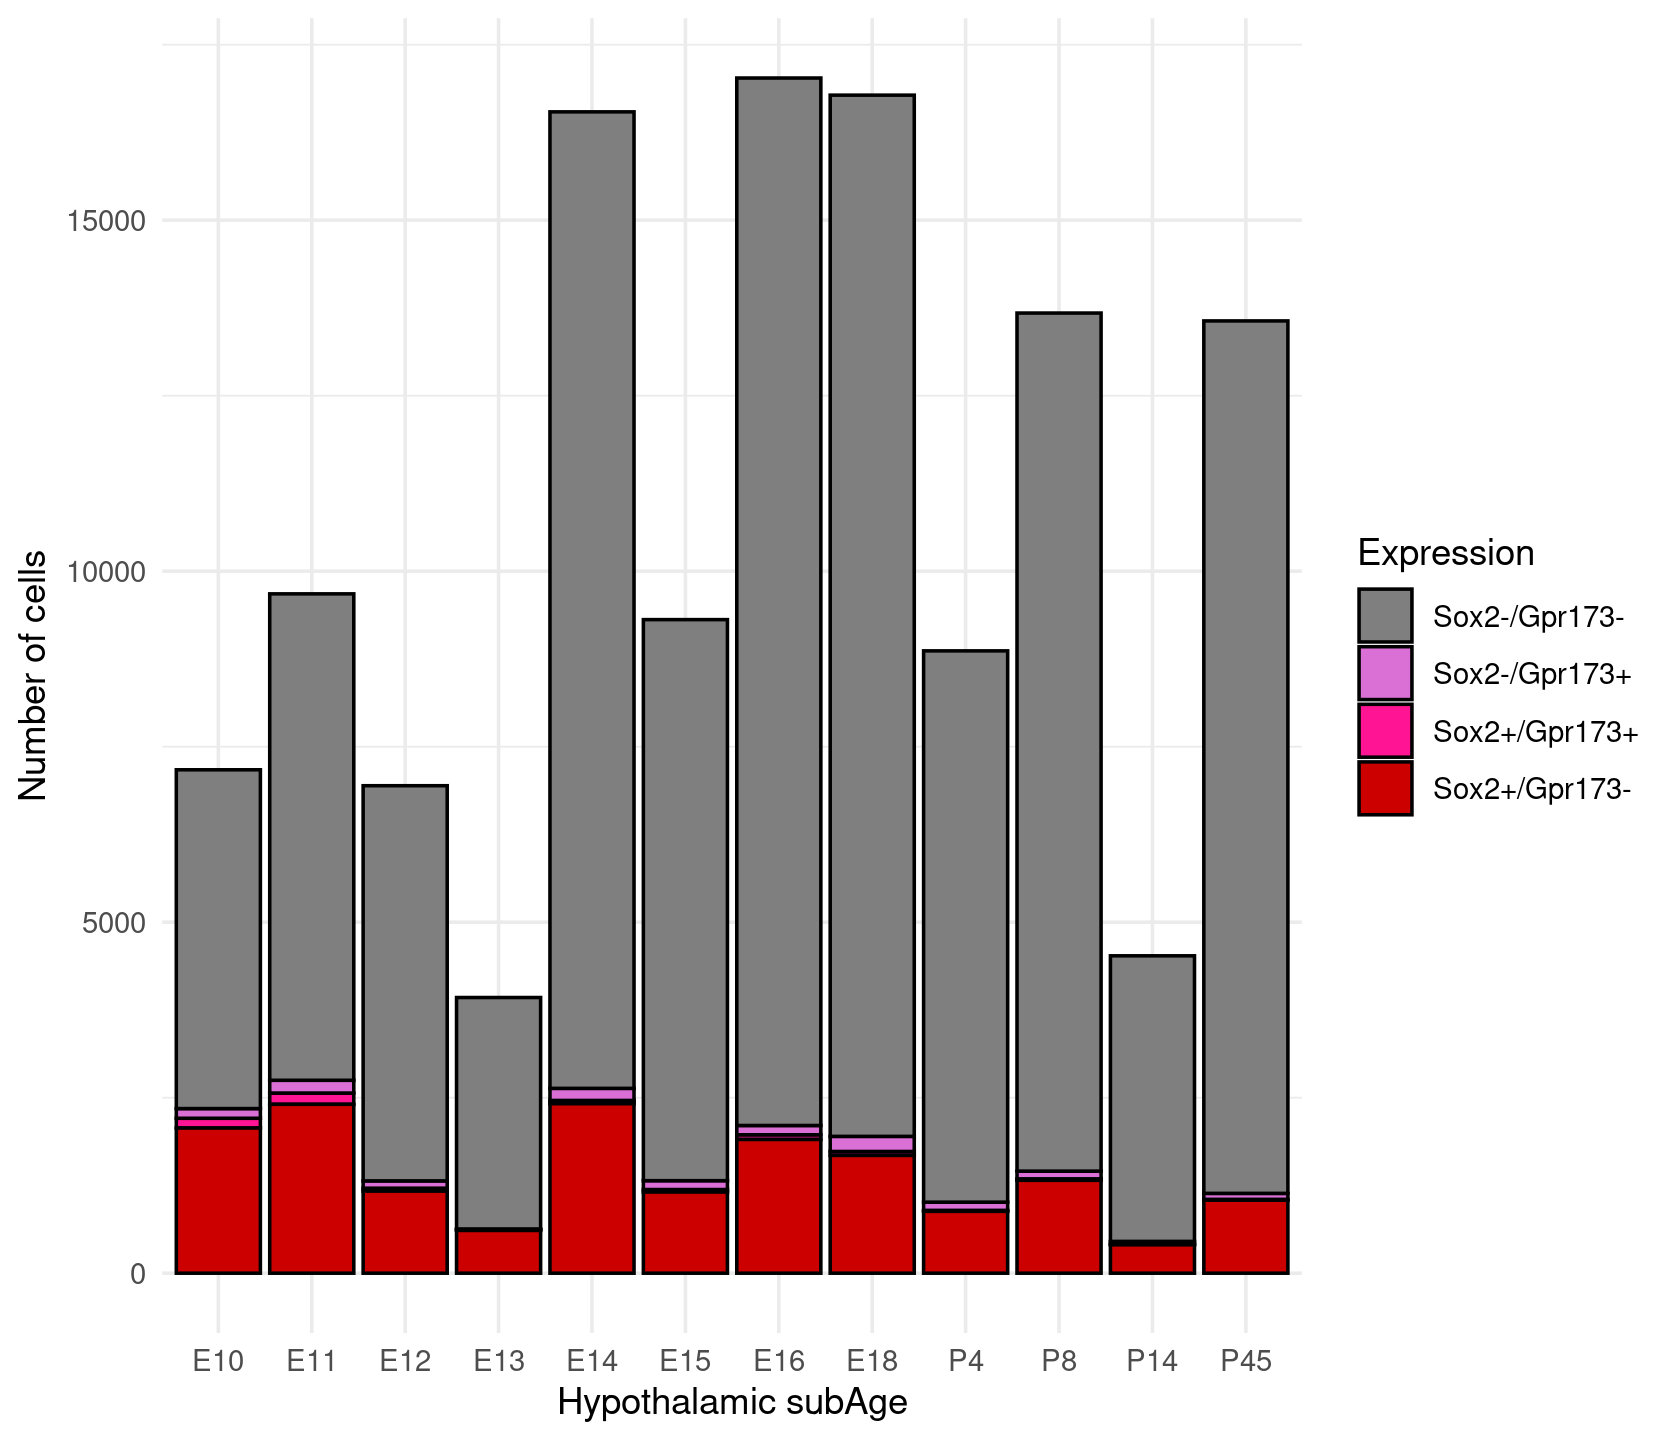 15000
10000
5000
0
Number of cells
E10 E11 E12 E13 E14 E15 E16 E18 P4 P8 P14 P45
Hypothalamic subAge
Expression
Sox2-/Gpr173-
Sox2-/Gpr173+
Sox2+/Gpr173+
Sox2+/Gpr173-